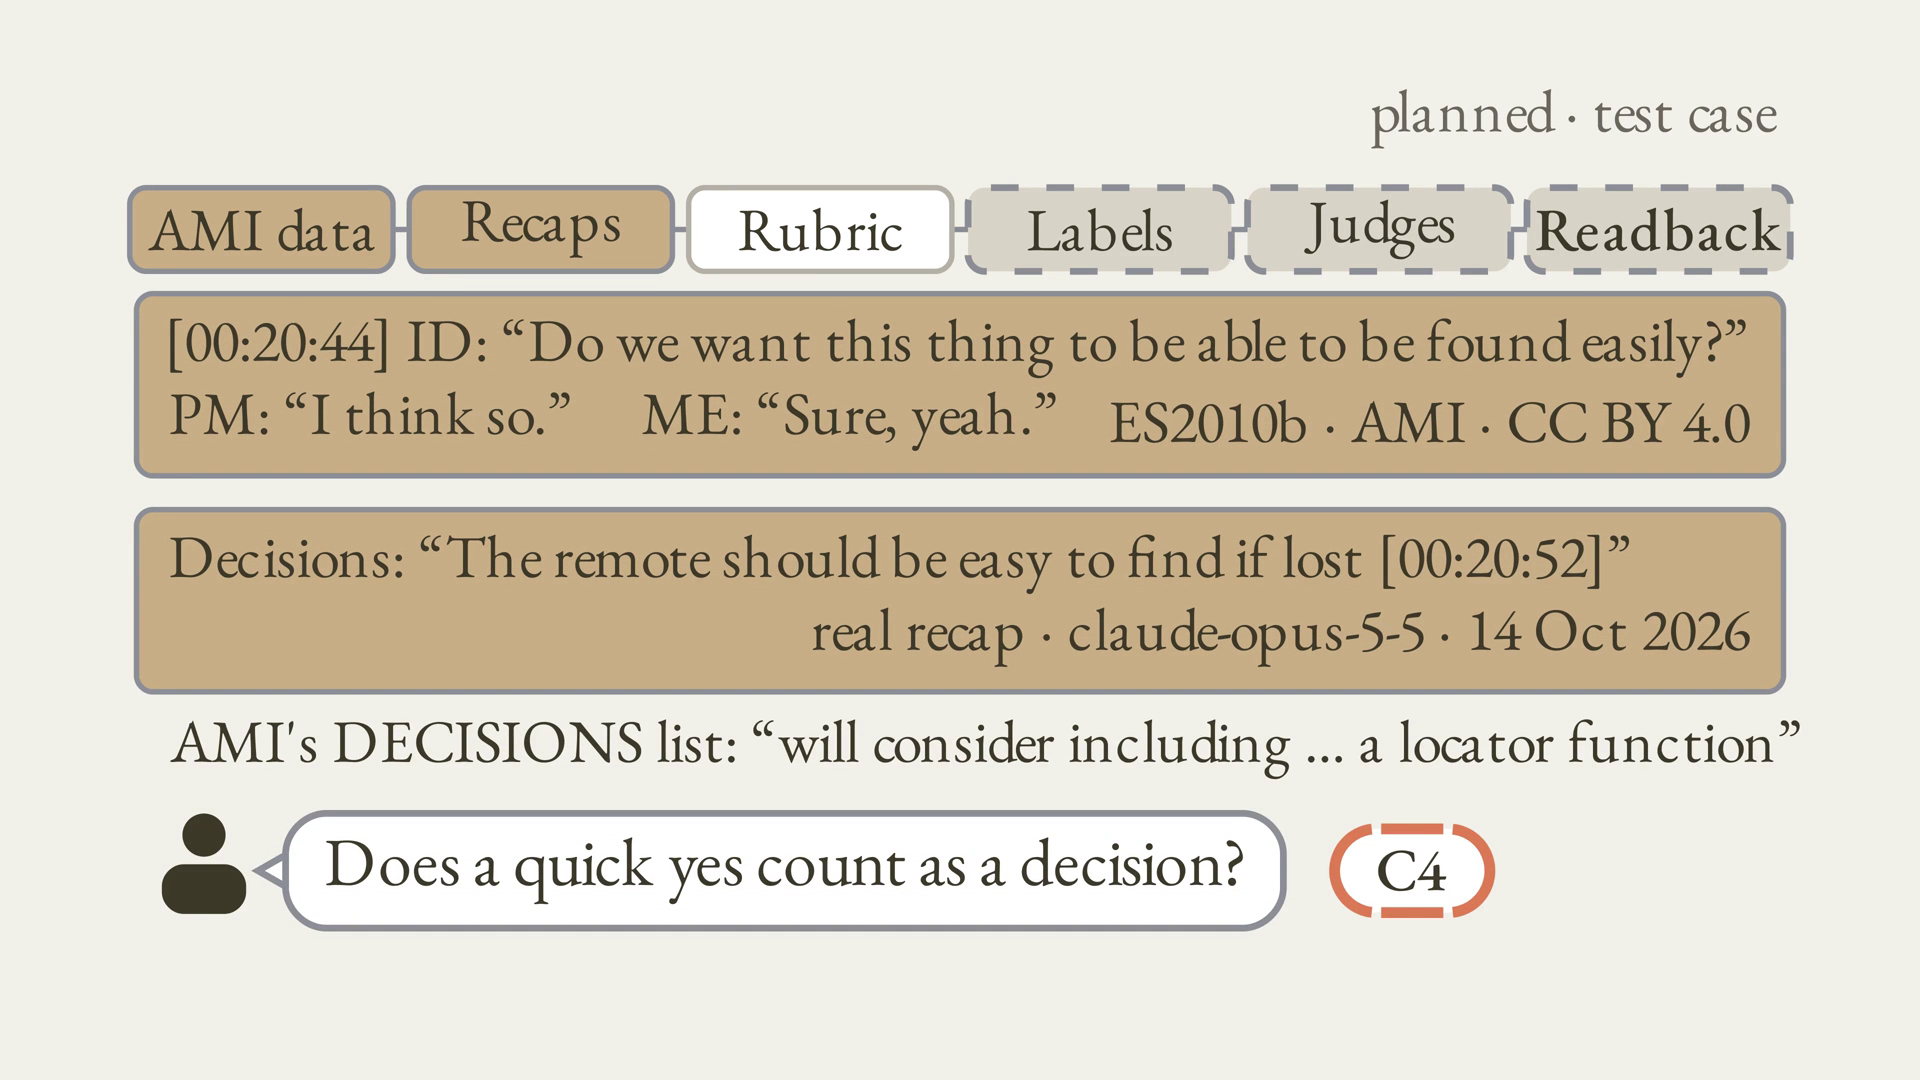 planned · test case
AMI data Recaps Rubric Labels Judges Readback
[00:20:44] ID: “Do we want this thing to be able to be found easily?”
PM: “I think so.” ME: “Sure, yeah.” ES2010b · AMI · CC BY 4.0
Decisions: “The remote should be easy to find if lost [00:20:52]”
real recap · claude-opus-5-5 · 14 Oct 2026
AMI's DECISIONS list: “will consider including ... a locator function”
Does a quick yes count as a decision? C4